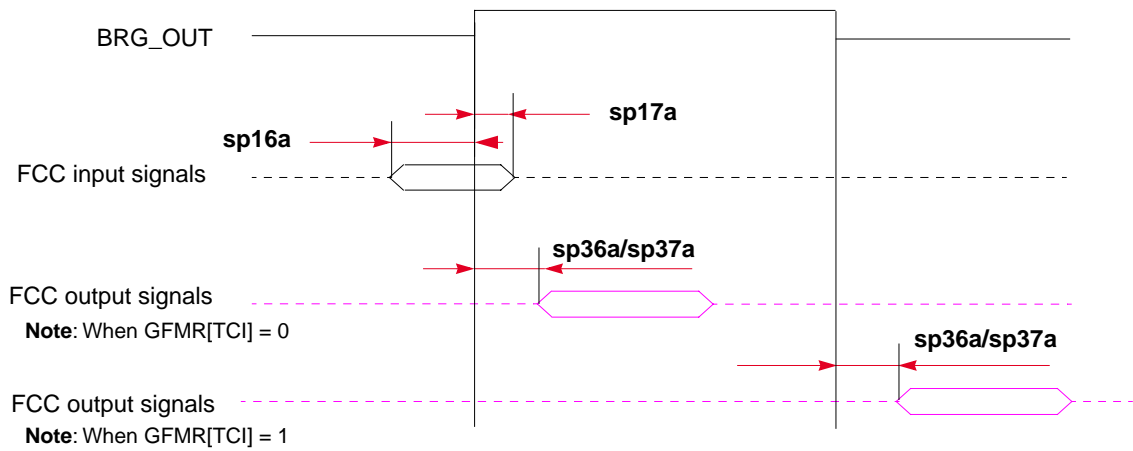 BRG_OUT
sp17a
sp16a
FCC input signals
sp36a/sp37a
FCC output signals
Note: When GFMR[TCI] = 0
sp36a/sp37a
FCC output signals
Note: When GFMR[TCI] = 1